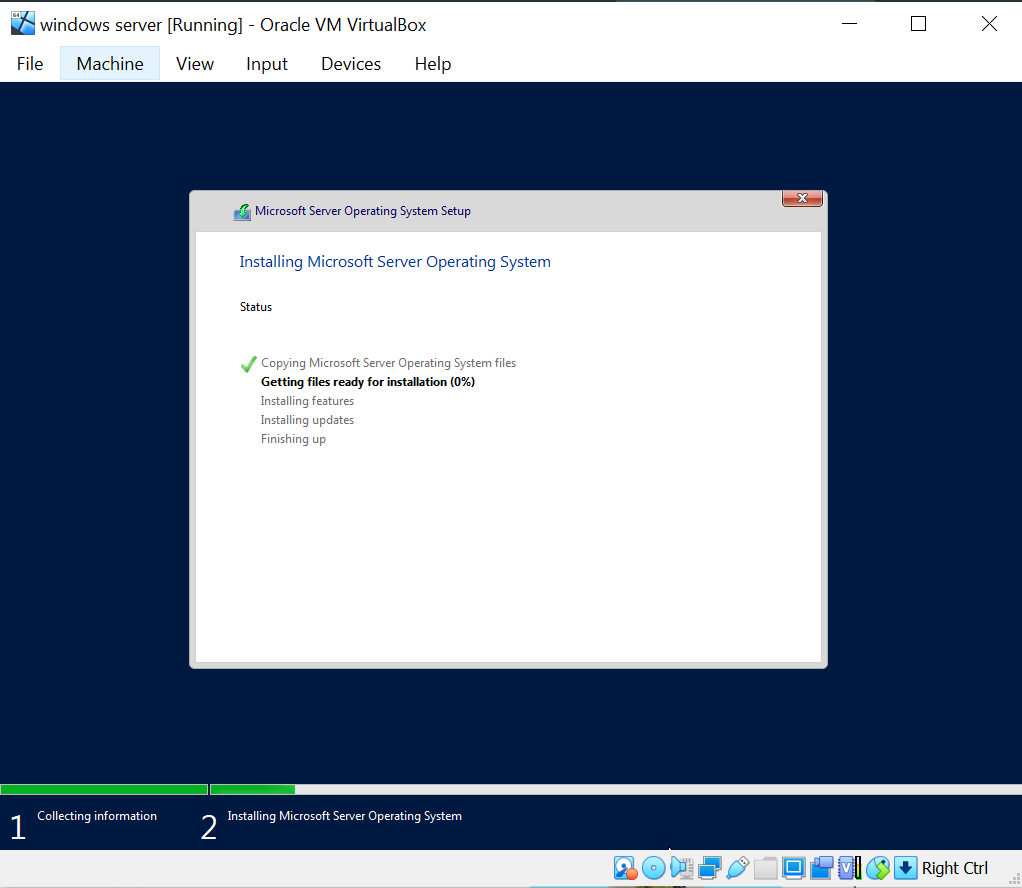 windows server [Running] - Oracle VM VirtualBox
File Machine View Input Devices Help
Microsoft Server Operating System Setup
Installing Microsoft Server Operating System
Status
Copying Microsoft Server Operating System files
Getting files ready for installation (0%)
Installing features
Installing updates
Finishing up
1 Collecting information 2 Installing Microsoft Server Operating System
Right Ctrl